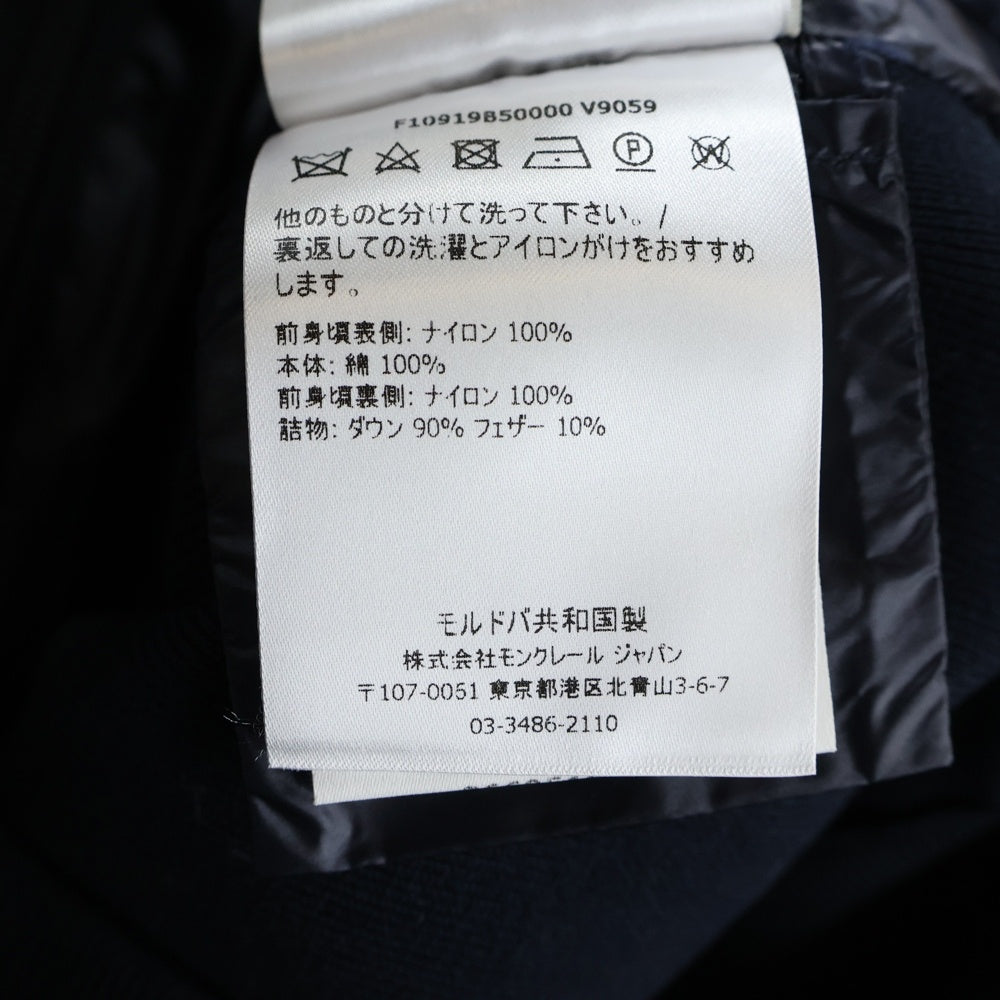 F10919B50000 V9059
他のものと分けて洗って下さい。/
裏返しての洗濯とアイロンがけをおすすめ
します。
前身頃表側: ナイロン 100%
本体: 綿 100%
前身頃裏側: ナイロン 100%
詰物: ダウン 90% フェザー 10%
モルドバ共和国製
株式会社モンクレール ジャパン
〒107-0051 東京都港区北青山3-6-7
03-3486-2110